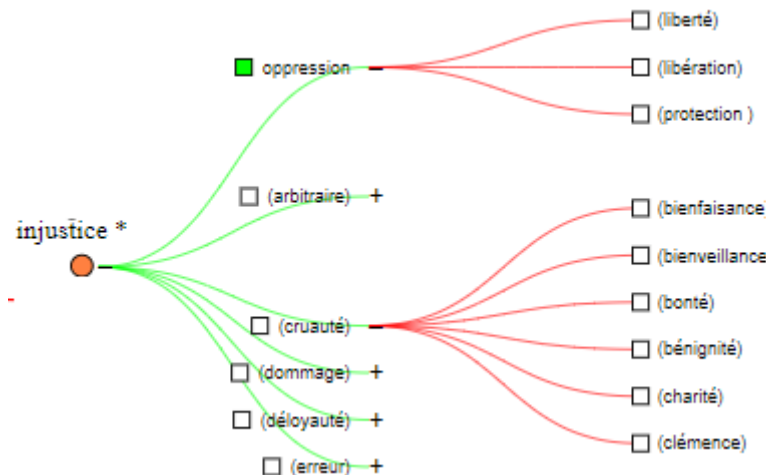 (liberté)
oppression
(libération)
(protection )
(arbitraire) +
(bienfaisance)
injustice *
(bienveillance
(cruauté)
(bonté)
(bénignité)
(dommage) +
(charité)
(déloyauté) +
(clémence)
(erreur) +